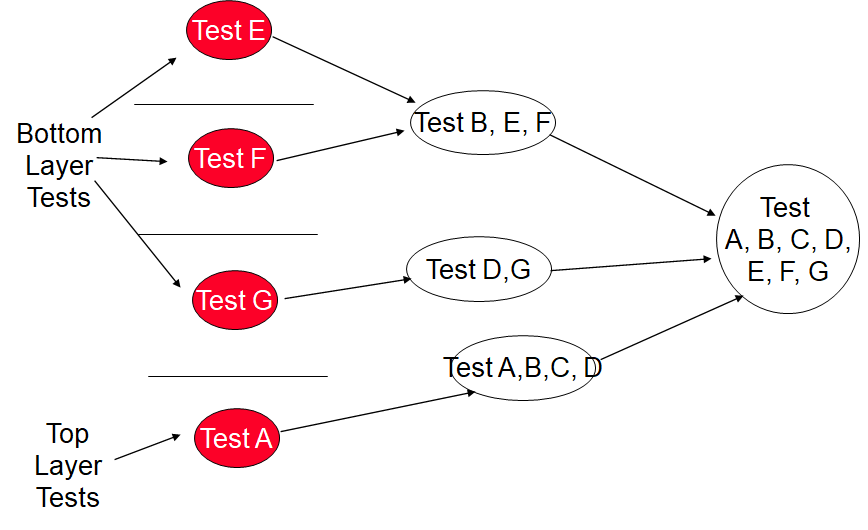 Test E
Test B, E, F
Bottom
Layer
Tests
Test F
Test
A, B, C, D,
E, F, G
Test D,G
Test G
Test A,B,C, D
Top
Layer
Tests
Test A